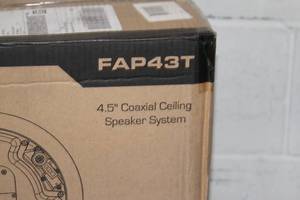 FAP43T
4.5" Coaxial Ceiling
Speaker System